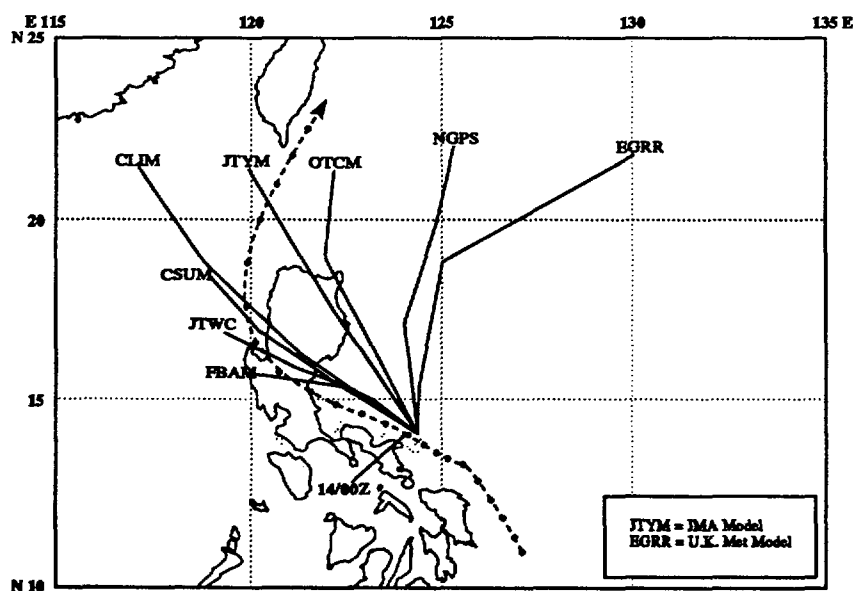 E 115 120 125 130 135 E
N 25
NGPS
EGRR
CLIM JTYM OTCM
20
CSUM
JTWC
FBAM
15
14/00Z
JTYM = JMA Model
EGRR = U.K. Met Model
N 10